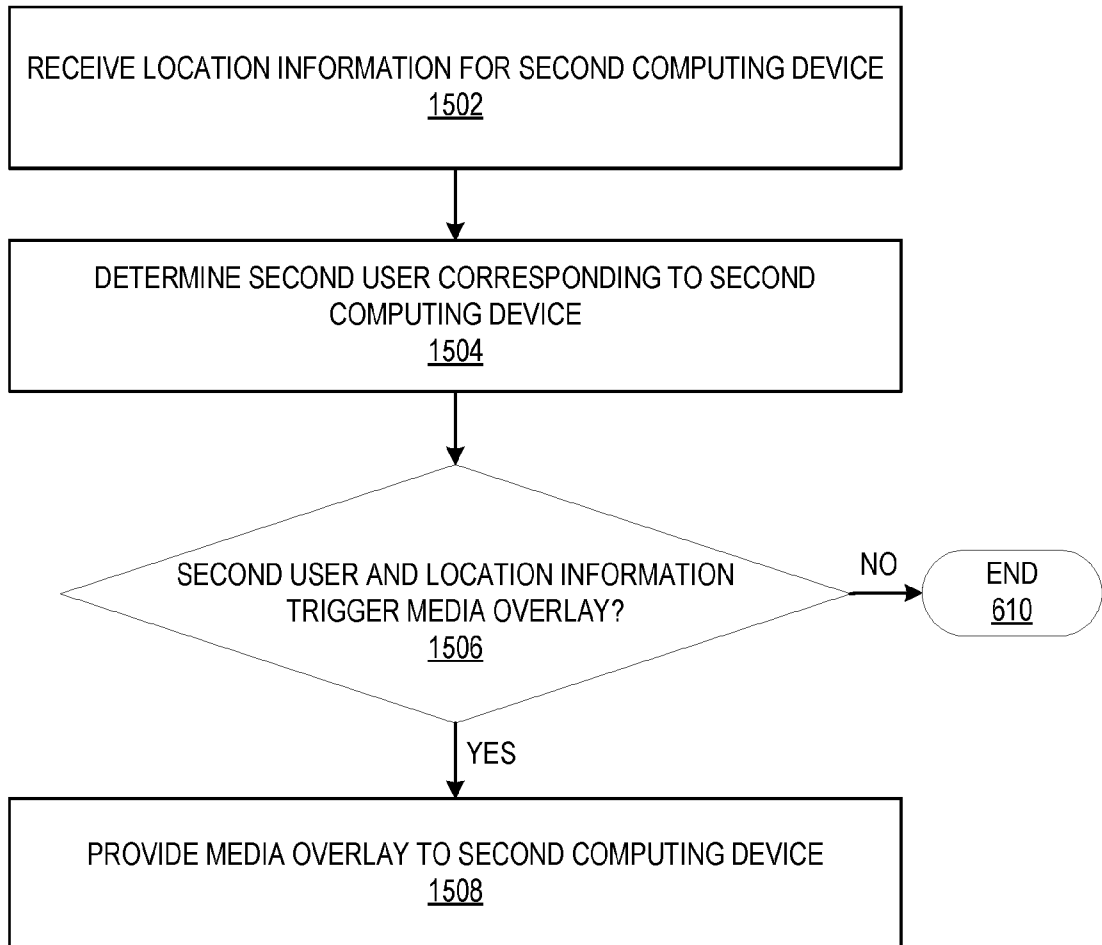 RECEIVE LOCATION INFORMATION FOR SECOND COMPUTING DEVICE
1502
DETERMINE SECOND USER CORRESPONDING TO SECOND
COMPUTING DEVICE
1504
SECOND USER AND LOCATION INFORMATION
TRIGGER MEDIA OVERLAY?
1506
NO
END
610
YES
PROVIDE MEDIA OVERLAY TO SECOND COMPUTING DEVICE
1508